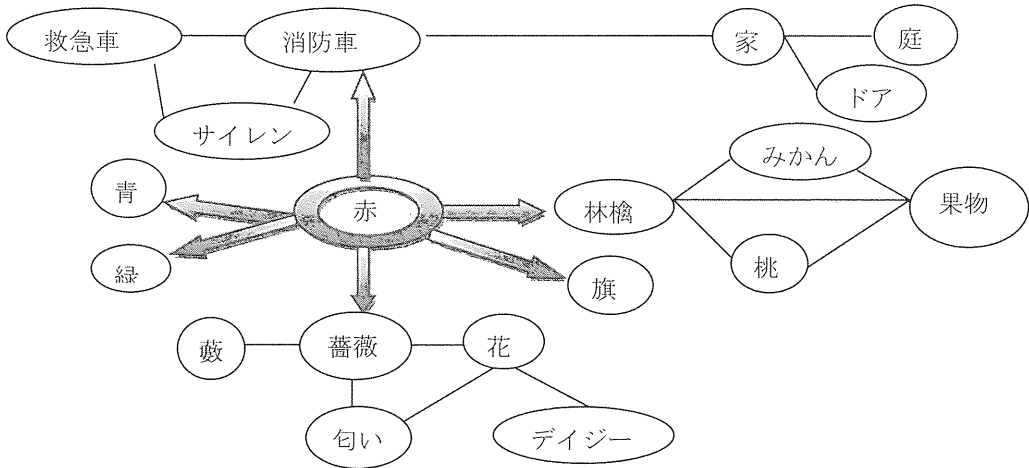 救急車
消防車
家
庭
ドア
サイレン
みかん
青
赤
林檎
果物
緑
桃
旗
薮
薔薇
花
匂い
デイジー